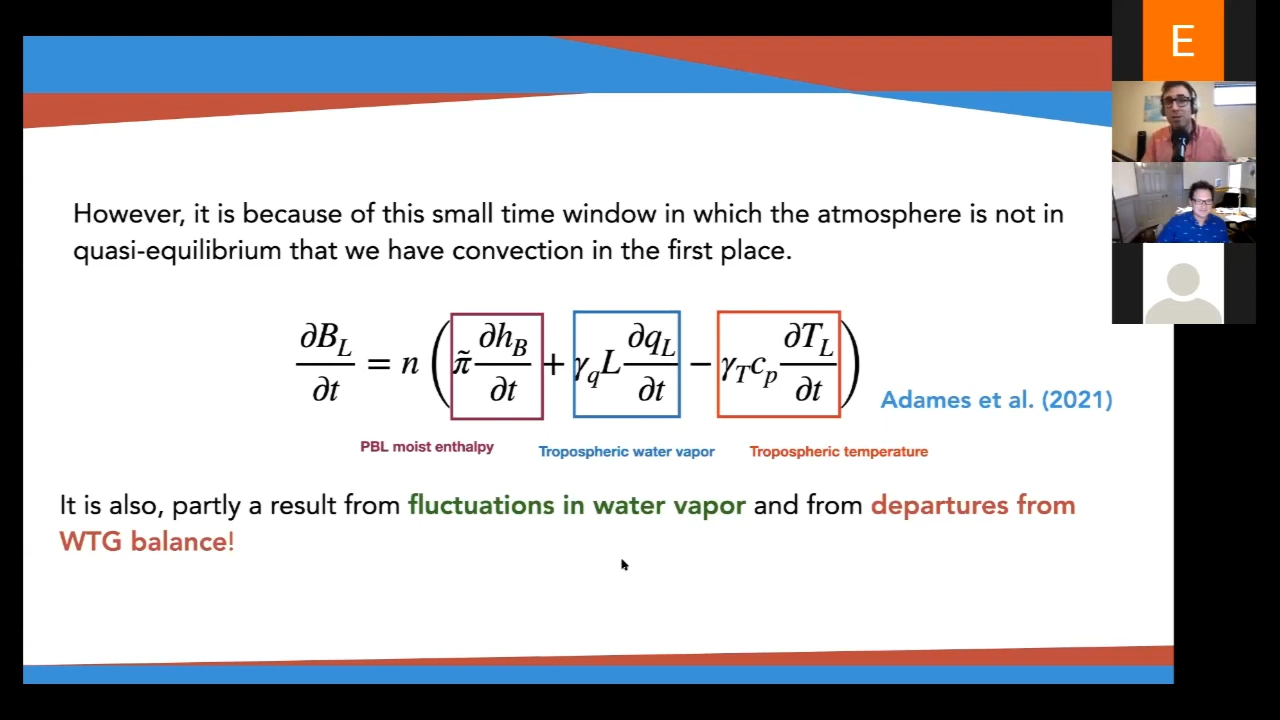 E
However, it is because of this small time window in which the atmosphere is not in
quasi-equilibrium that we have convection in the first place.
∂B_L/∂t = n ( π̃ ∂h_B/∂t + γ_q L ∂q_L/∂t − γ_T c_p ∂T_L/∂t )
Adames et al. (2021)
PBL moist enthalpy
Tropospheric water vapor
Tropospheric temperature
It is also, partly a result from fluctuations in water vapor and from departures from
WTG balance!